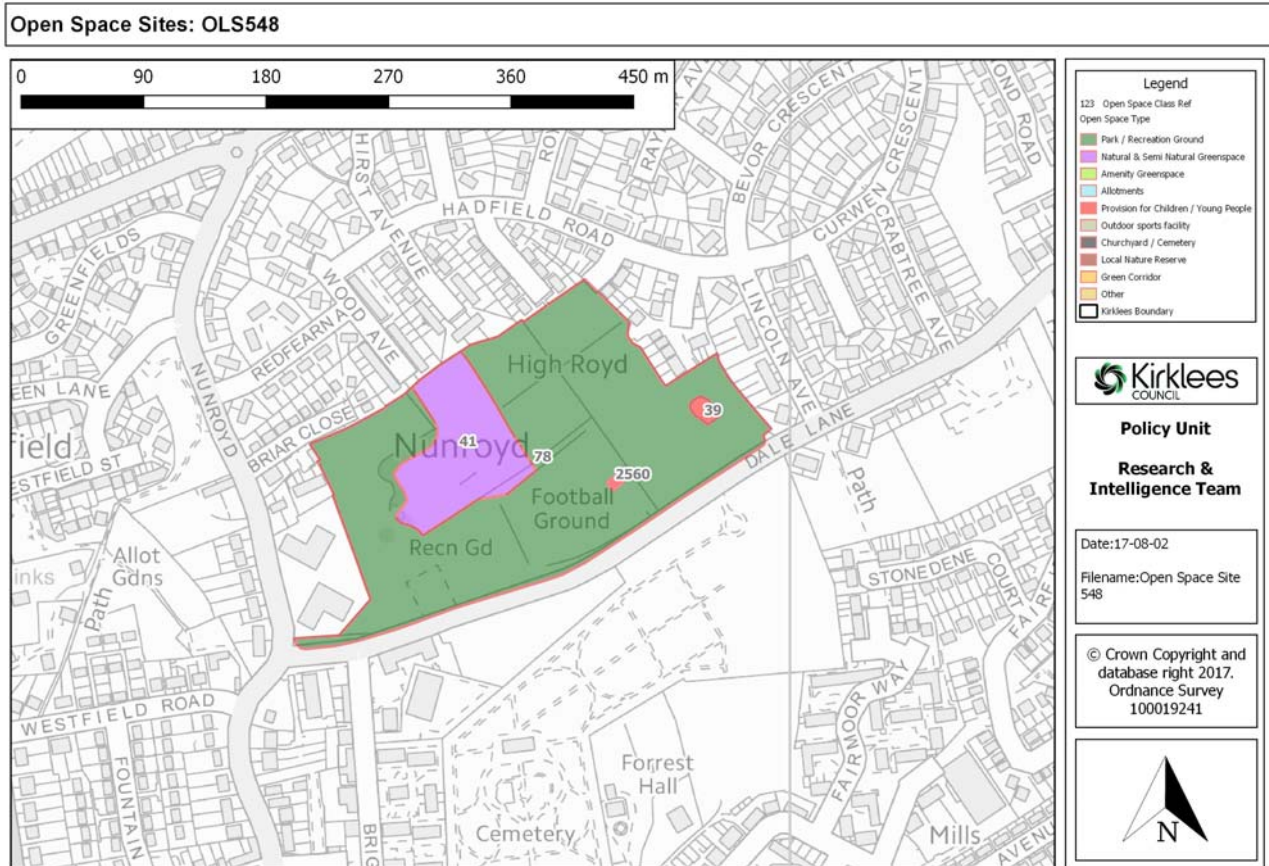 Open Space Sites: OLS548
0 90 180 270 360 450 m
HIRST AVENUE
BEVOR CRESCENT
HADFIELD ROAD
CURWEN CRESCENT
CRABTREE AVE
GREENFIELDS
WOOD AVE
REDFEARN
LINCOLN AVE
NUNROYD
High Royd
39
DALE LANE
BRIAR CLOSE
41
Nunroyd
78
2560
field
ESTFIELD ST
EEN LANE
Football
Ground
Path
Recn Gd
Allot
Gdns
inks
Path
STONEDENE COURT
WESTFIELD ROAD
FAIRMOOR WAY
FOUNTAIN
Forrest
Hall
Cemetery
Mills
AVENU
BRIG
Legend
123 Open Space Class Ref
Open Space Type
Park / Recreation Ground
Natural & Semi Natural Greenspace
Amenity Greenspace
Allotments
Provision for Children / Young People
Outdoor sports facility
Churchyard / Cemetery
Local Nature Reserve
Green Corridor
Other
Kirklees Boundary
Kirklees
COUNCIL
Policy Unit
Research &
Intelligence Team
Date:17-08-02
Filename:Open Space Site
548
© Crown Copyright and
database right 2017.
Ordnance Survey
100019241
N